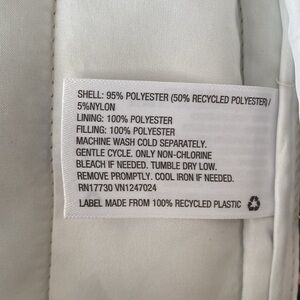 SHELL: 95% POLYESTER (50% RECYCLED POLYESTER) /
5%NYLON
LINING: 100% POLYESTER
FILLING: 100% POLYESTER
MACHINE WASH COLD SEPARATELY.
GENTLE CYCLE. ONLY NON-CHLORINE
BLEACH IF NEEDED. TUMBLE DRY LOW.
REMOVE PROMPTLY. COOL IRON IF NEEDED.
RN17730 VN1247024
LABEL MADE FROM 100% RECYCLED PLASTIC